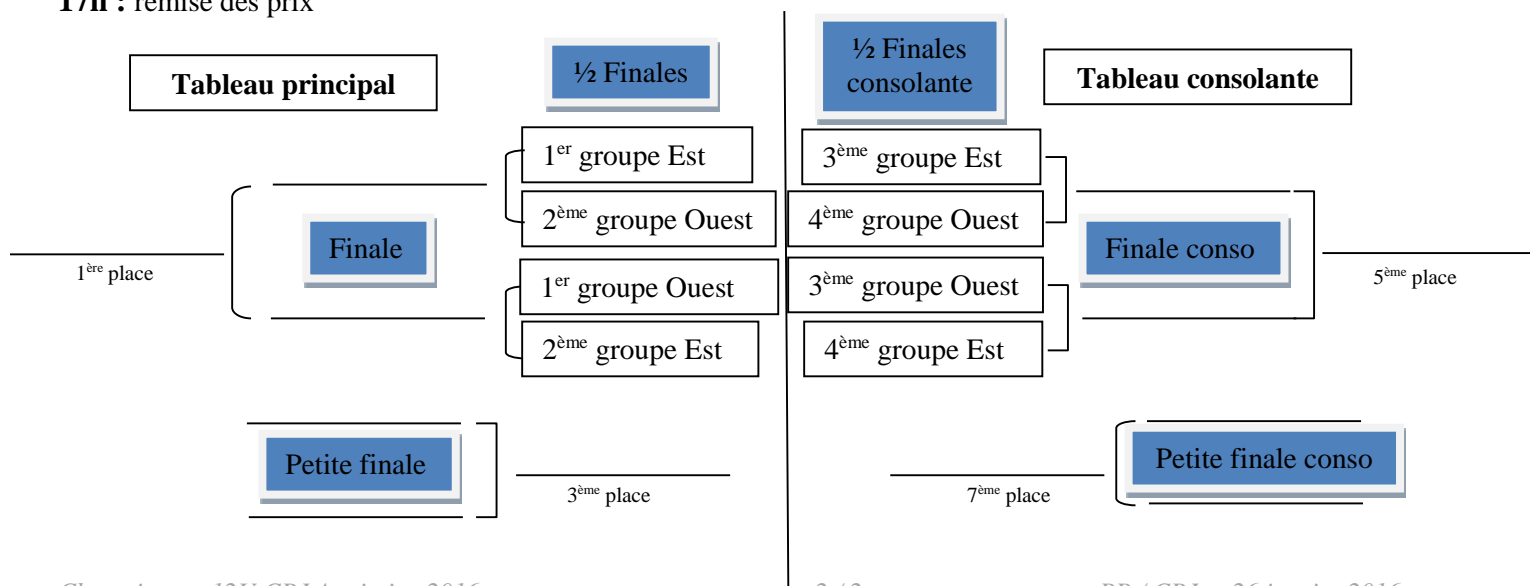 17h : remise des prix
Tableau principal
½ Finales
1er groupe Est
2ème groupe Ouest
Finale
1ère place
1er groupe Ouest
2ème groupe Est
Petite finale
3ème place
½ Finales
consolante
Tableau consolante
3ème groupe Est
4ème groupe Ouest
Finale conso
5ème place
3ème groupe Ouest
4ème groupe Est
Petite finale conso
7ème place